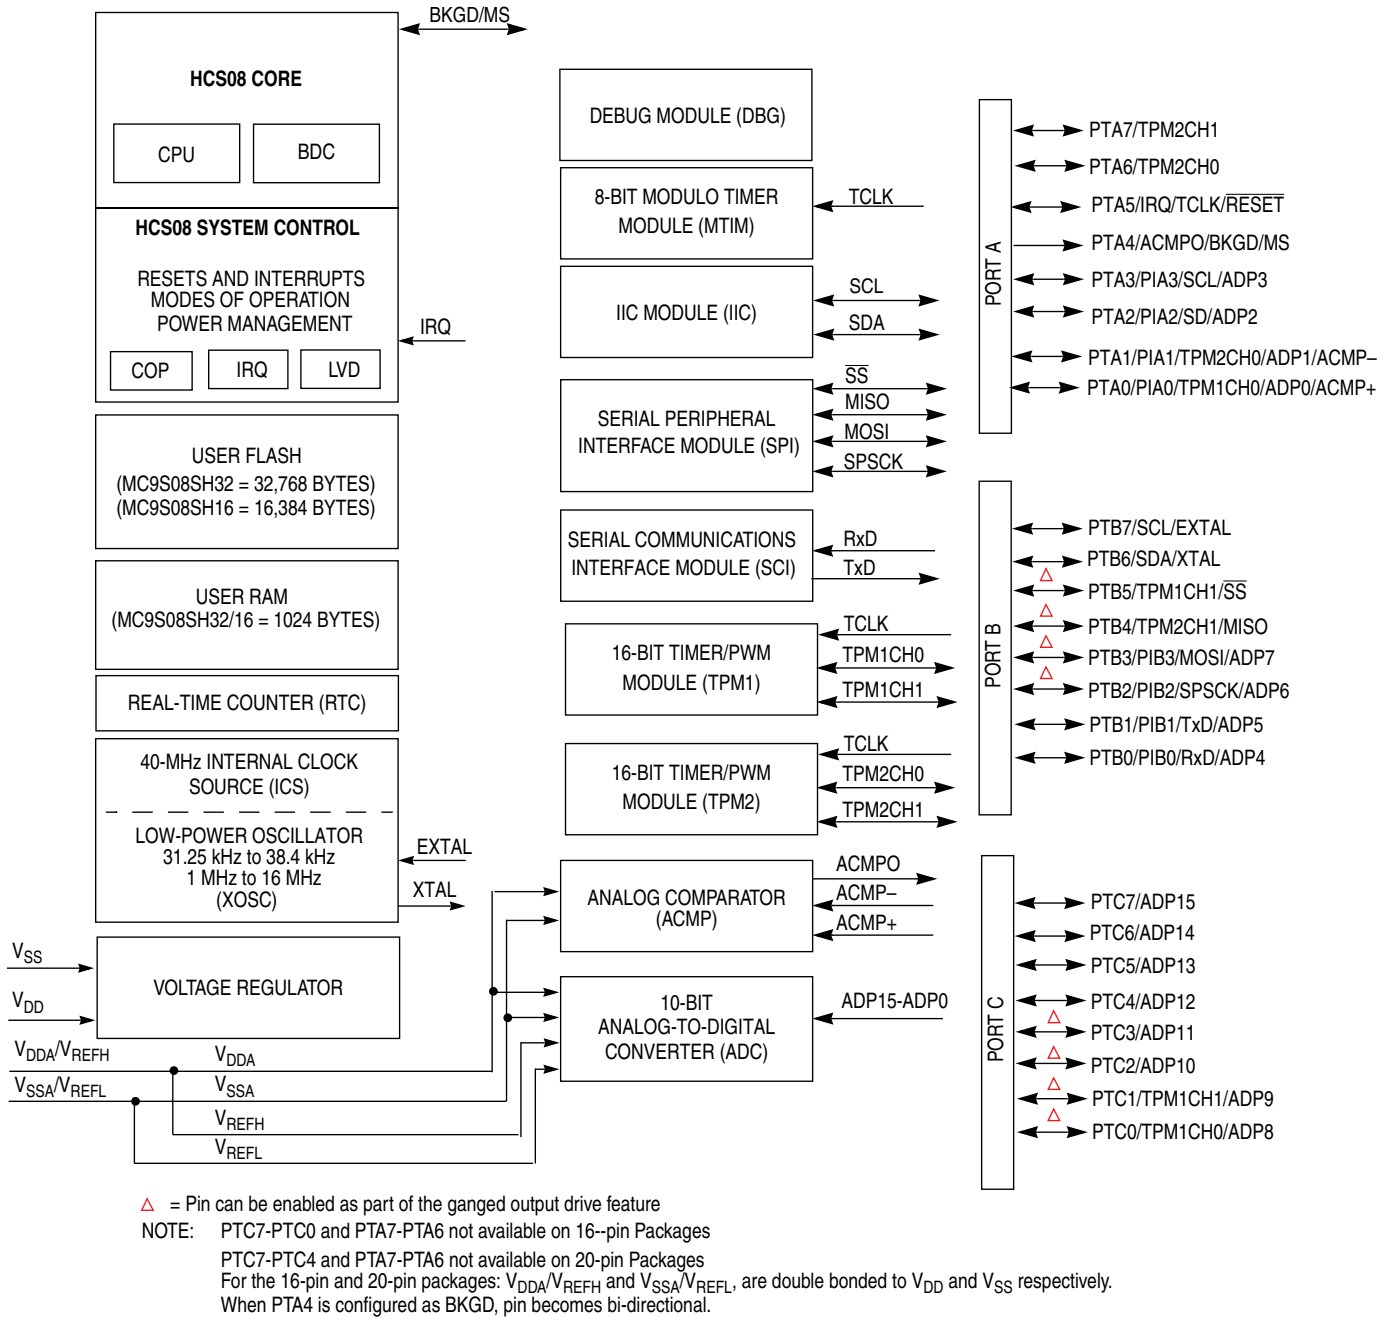 BKGD/MS
HCS08 CORE
CPU
BDC
HCS08 SYSTEM CONTROL
RESETS AND INTERRUPTS
MODES OF OPERATION
POWER MANAGEMENT
COP
IRQ
LVD
IRQ
USER FLASH
(MC9S08SH32 = 32,768 BYTES)
(MC9S08SH16 = 16,384 BYTES)
USER RAM
(MC9S08SH32/16 = 1024 BYTES)
REAL-TIME COUNTER (RTC)
40-MHz INTERNAL CLOCK
SOURCE (ICS)
LOW-POWER OSCILLATOR
31.25 kHz to 38.4 kHz
1 MHz to 16 MHz
(XOSC)
EXTAL
XTAL
VSS
VDD
VOLTAGE REGULATOR
VDDA/VREFH
VDDA
VSSA/VREFL
VSSA
VREFH
VREFL
DEBUG MODULE (DBG)
8-BIT MODULO TIMER
MODULE (MTIM)
TCLK
IIC MODULE (IIC)
SCL
SDA
SERIAL PERIPHERAL
INTERFACE MODULE (SPI)
SS
MISO
MOSI
SPSCK
SERIAL COMMUNICATIONS
INTERFACE MODULE (SCI)
RxD
TxD
16-BIT TIMER/PWM
MODULE (TPM1)
TCLK
TPM1CH0
TPM1CH1
16-BIT TIMER/PWM
MODULE (TPM2)
TCLK
TPM2CH0
TPM2CH1
ANALOG COMPARATOR
(ACMP)
ACMPO
ACMP–
ACMP+
10-BIT
ANALOG-TO-DIGITAL
CONVERTER (ADC)
ADP15-ADP0
PORT A
PTA7/TPM2CH1
PTA6/TPM2CH0
PTA5/IRQ/TCLK/RESET
PTA4/ACMPO/BKGD/MS
PTA3/PIA3/SCL/ADP3
PTA2/PIA2/SD/ADP2
PTA1/PIA1/TPM2CH0/ADP1/ACMP–
PTA0/PIA0/TPM1CH0/ADP0/ACMP+
PORT B
PTB7/SCL/EXTAL
PTB6/SDA/XTAL
PTB5/TPM1CH1/SS
PTB4/TPM2CH1/MISO
PTB3/PIB3/MOSI/ADP7
PTB2/PIB2/SPSCK/ADP6
PTB1/PIB1/TxD/ADP5
PTB0/PIB0/RxD/ADP4
PORT C
PTC7/ADP15
PTC6/ADP14
PTC5/ADP13
PTC4/ADP12
PTC3/ADP11
PTC2/ADP10
PTC1/TPM1CH1/ADP9
PTC0/TPM1CH0/ADP8
Δ = Pin can be enabled as part of the ganged output drive feature
NOTE: PTC7-PTC0 and PTA7-PTA6 not available on 16--pin Packages
PTC7-PTC4 and PTA7-PTA6 not available on 20-pin Packages
For the 16-pin and 20-pin packages: VDDA/VREFH and VSSA/VREFL, are double bonded to VDD and VSS respectively.
When PTA4 is configured as BKGD, pin becomes bi-directional.